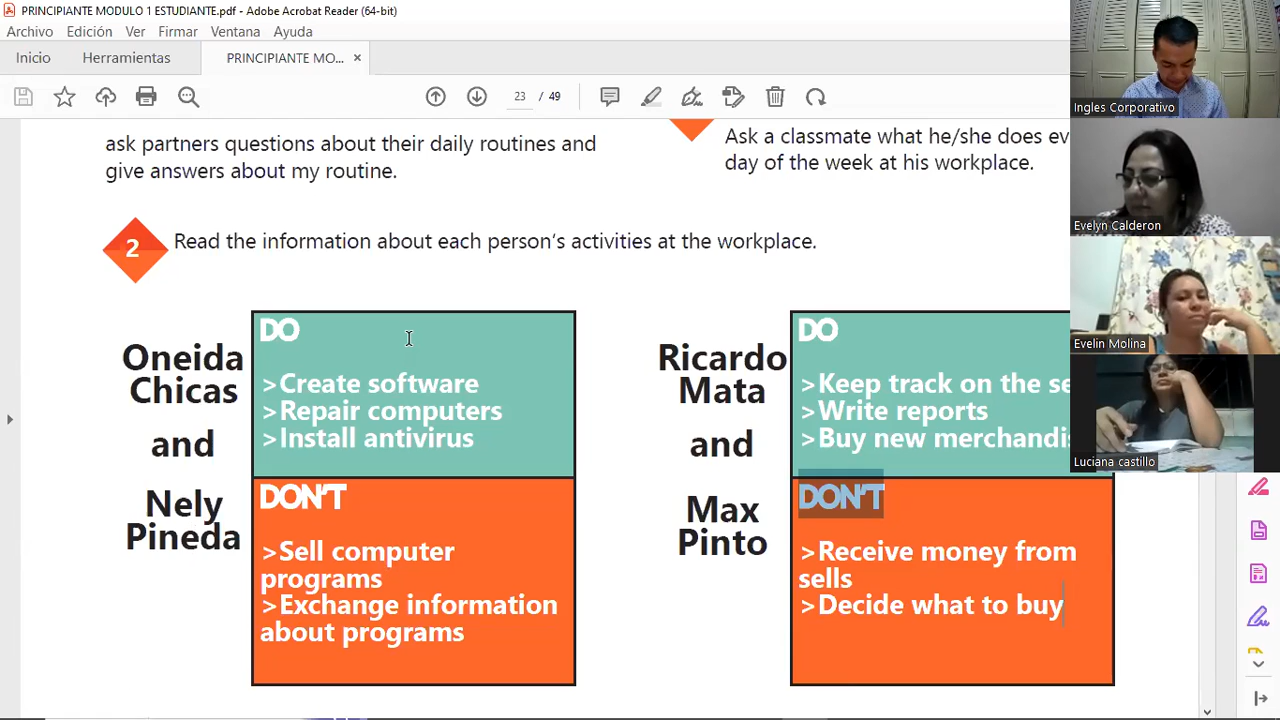 PRINCIPIANTE MODULO 1 ESTUDIANTE.pdf - Adobe Acrobat Reader (64-bit)
Archivo Edición Ver Firmar Ventana Ayuda
Inicio Herramientas PRINCIPIANTE MO... ×
23 / 49
ask partners questions about their daily routines and
give answers about my routine.
Ask a classmate what he/she does ev
day of the week at his workplace.
2 Read the information about each person's activities at the workplace.
Oneida
Chicas
and
Nely
Pineda
DO
>Create software
>Repair computers
>Install antivirus
DON'T
>Sell computer
programs
>Exchange information
about programs
Ricardo
Mata
and
Max
Pinto
DO
>Keep track on the se
>Write reports
>Buy new merchandis
DON'T
>Receive money from
sells
>Decide what to buy
Ingles Corporativo
Evelyn Calderon
Evelin Molina
Luciana castillo